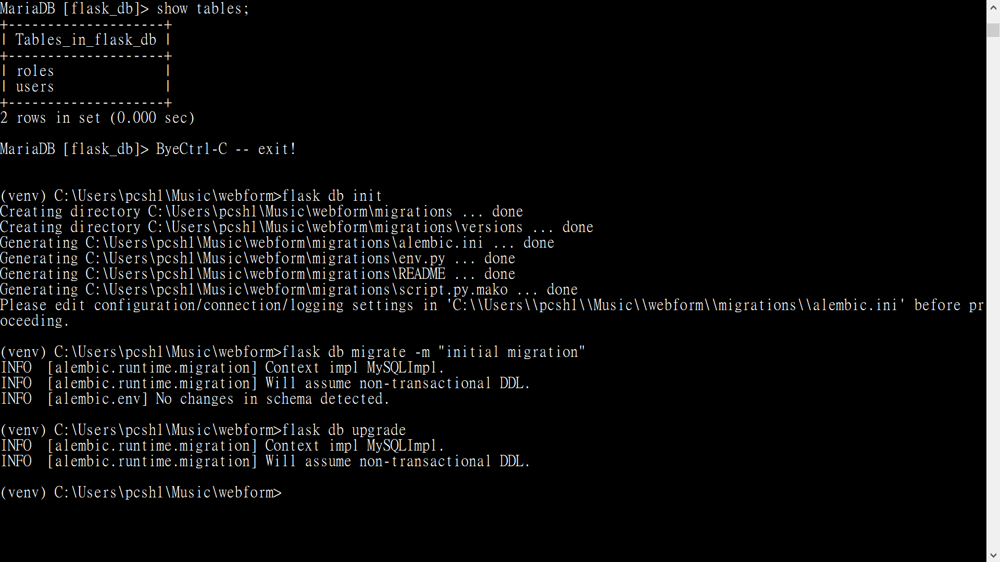 MariaDB [flask_db]> show tables;
+--------------------+
| Tables_in_flask_db |
+--------------------+
| roles              |
| users              |
+--------------------+
2 rows in set (0.000 sec)
MariaDB [flask_db]> ByeCtrl-C -- exit!
(venv) C:\Users\pcsh1\Music\webform>flask db init
Creating directory C:\Users\pcsh1\Music\webform\migrations ... done
Creating directory C:\Users\pcsh1\Music\webform\migrations\versions ... done
Generating C:\Users\pcsh1\Music\webform\migrations\alembic.ini ... done
Generating C:\Users\pcsh1\Music\webform\migrations\env.py ... done
Generating C:\Users\pcsh1\Music\webform\migrations\README ... done
Generating C:\Users\pcsh1\Music\webform\migrations\script.py.mako ... done
Please edit configuration/connection/logging settings in 'C:\\Users\\pcsh1\\Music\\webform\\migrations\\alembic.ini' before pr
oceeding.
(venv) C:\Users\pcsh1\Music\webform>flask db migrate -m "initial migration"
INFO  [alembic.runtime.migration] Context impl MySQLImpl.
INFO  [alembic.runtime.migration] Will assume non-transactional DDL.
INFO  [alembic.env] No changes in schema detected.
(venv) C:\Users\pcsh1\Music\webform>flask db upgrade
INFO  [alembic.runtime.migration] Context impl MySQLImpl.
INFO  [alembic.runtime.migration] Will assume non-transactional DDL.
(venv) C:\Users\pcsh1\Music\webform>